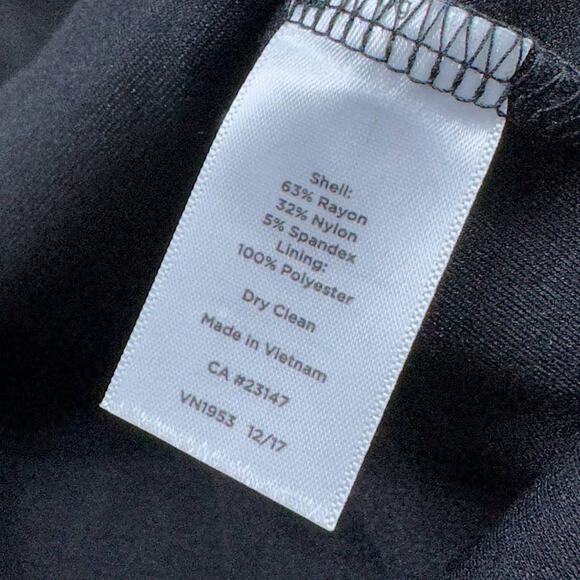 Shell:
63% Rayon
32% Nylon
5% Spandex
Lining:
100% Polyester
Dry Clean
Made in Vietnam
CA #23147
VN1953 12/17